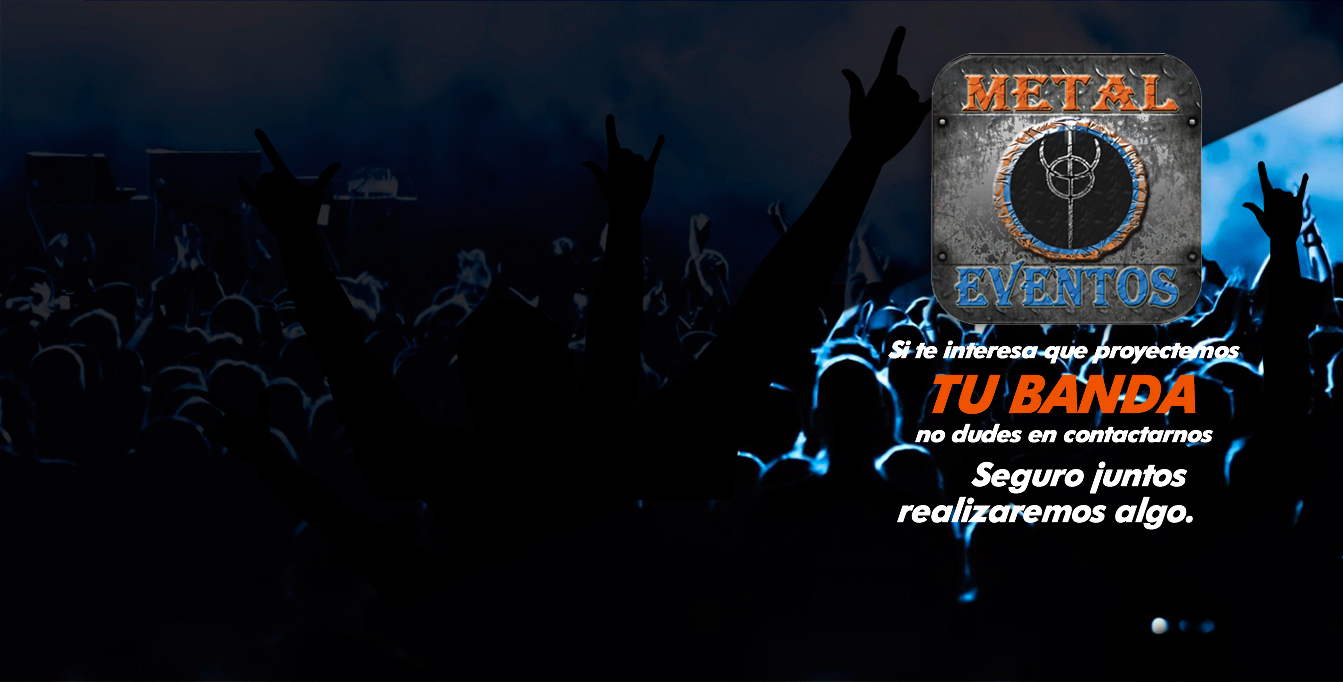 METAL
EVENTOS
Si te interesa que proyectemos
TU BANDA
no dudes en contactarnos
Seguro juntos
realizaremos algo.